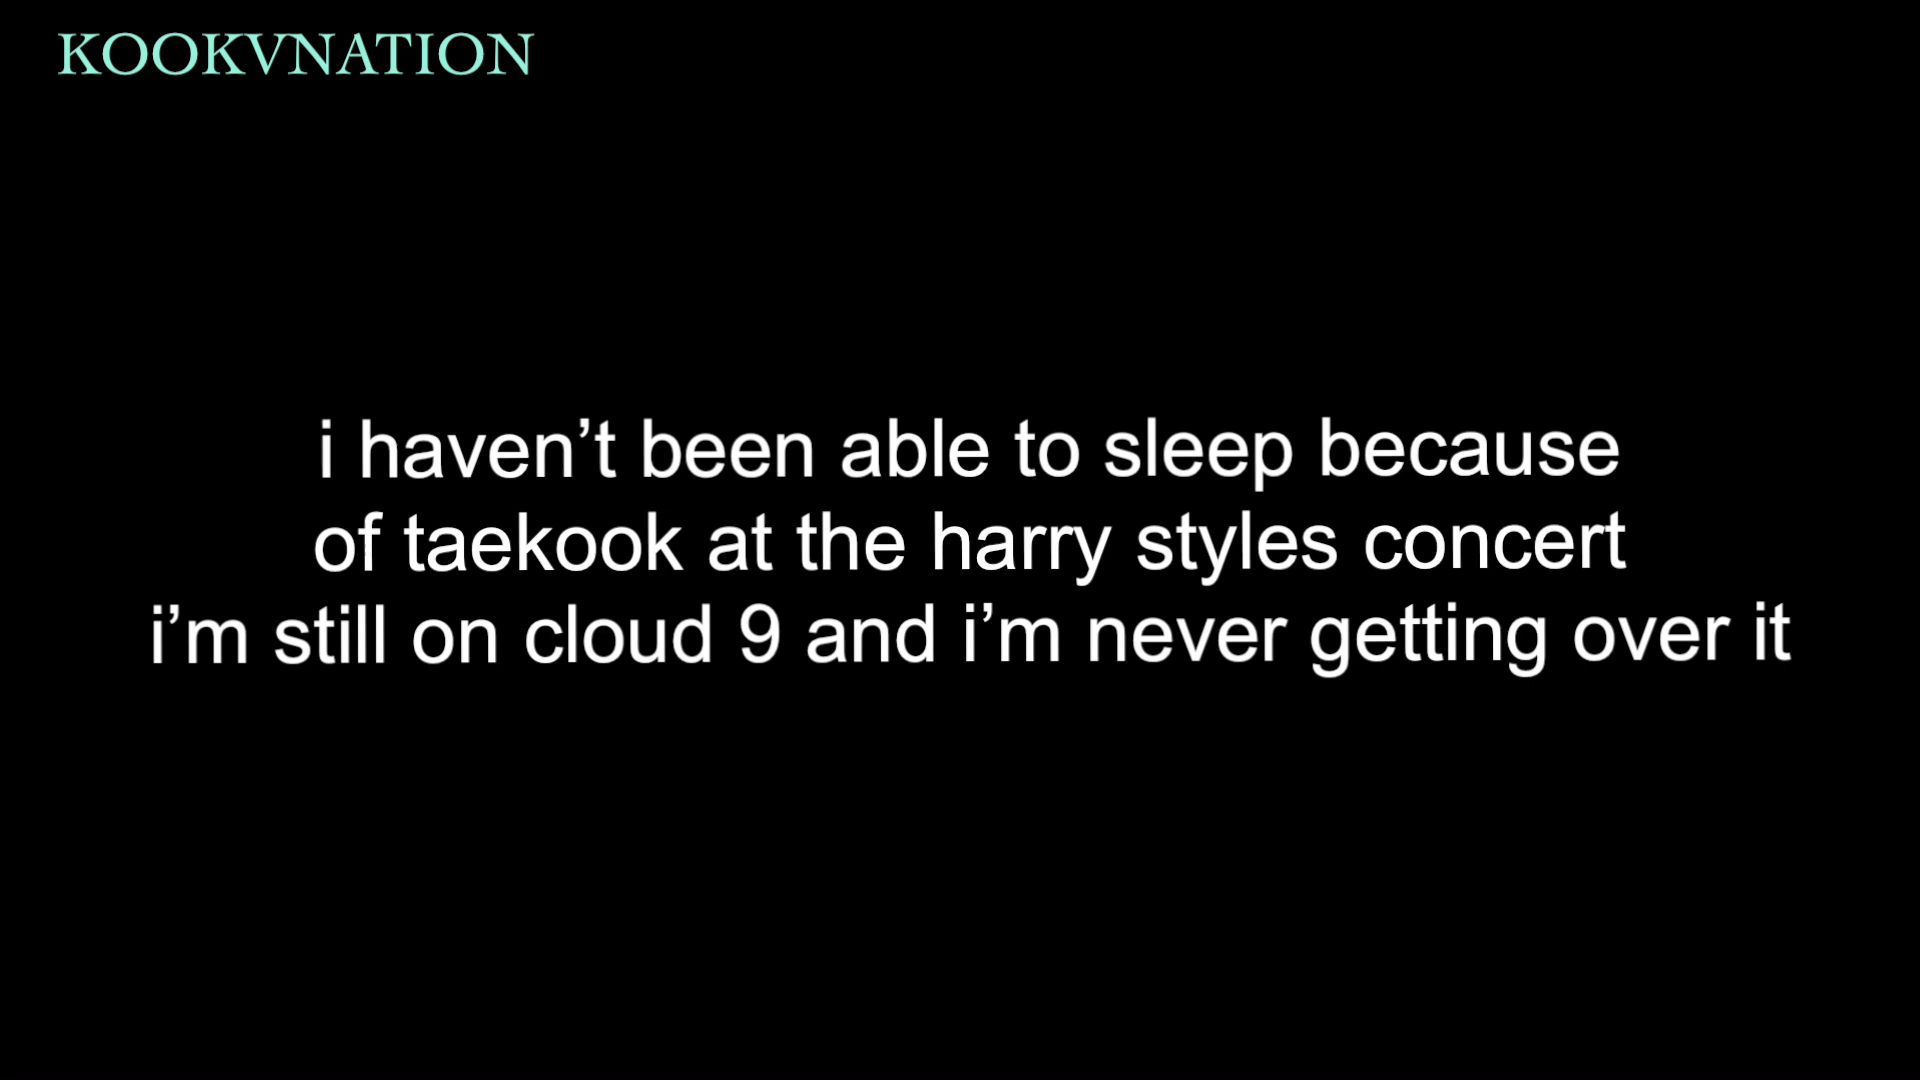 KOOKVNATION
i haven’t been able to sleep because
of taekook at the harry styles concert
i’m still on cloud 9 and i’m never getting over it